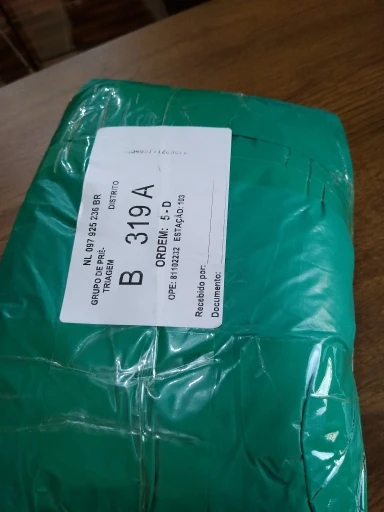 NL 097 925 236 BR
GRUPO DE PRÉ-
TRIAGEM
DISTRITO
B 319 A
ORDEM: 5 - D
OPE: 81102232 ESTAÇÃO: 103
Recebido por:
Documento: